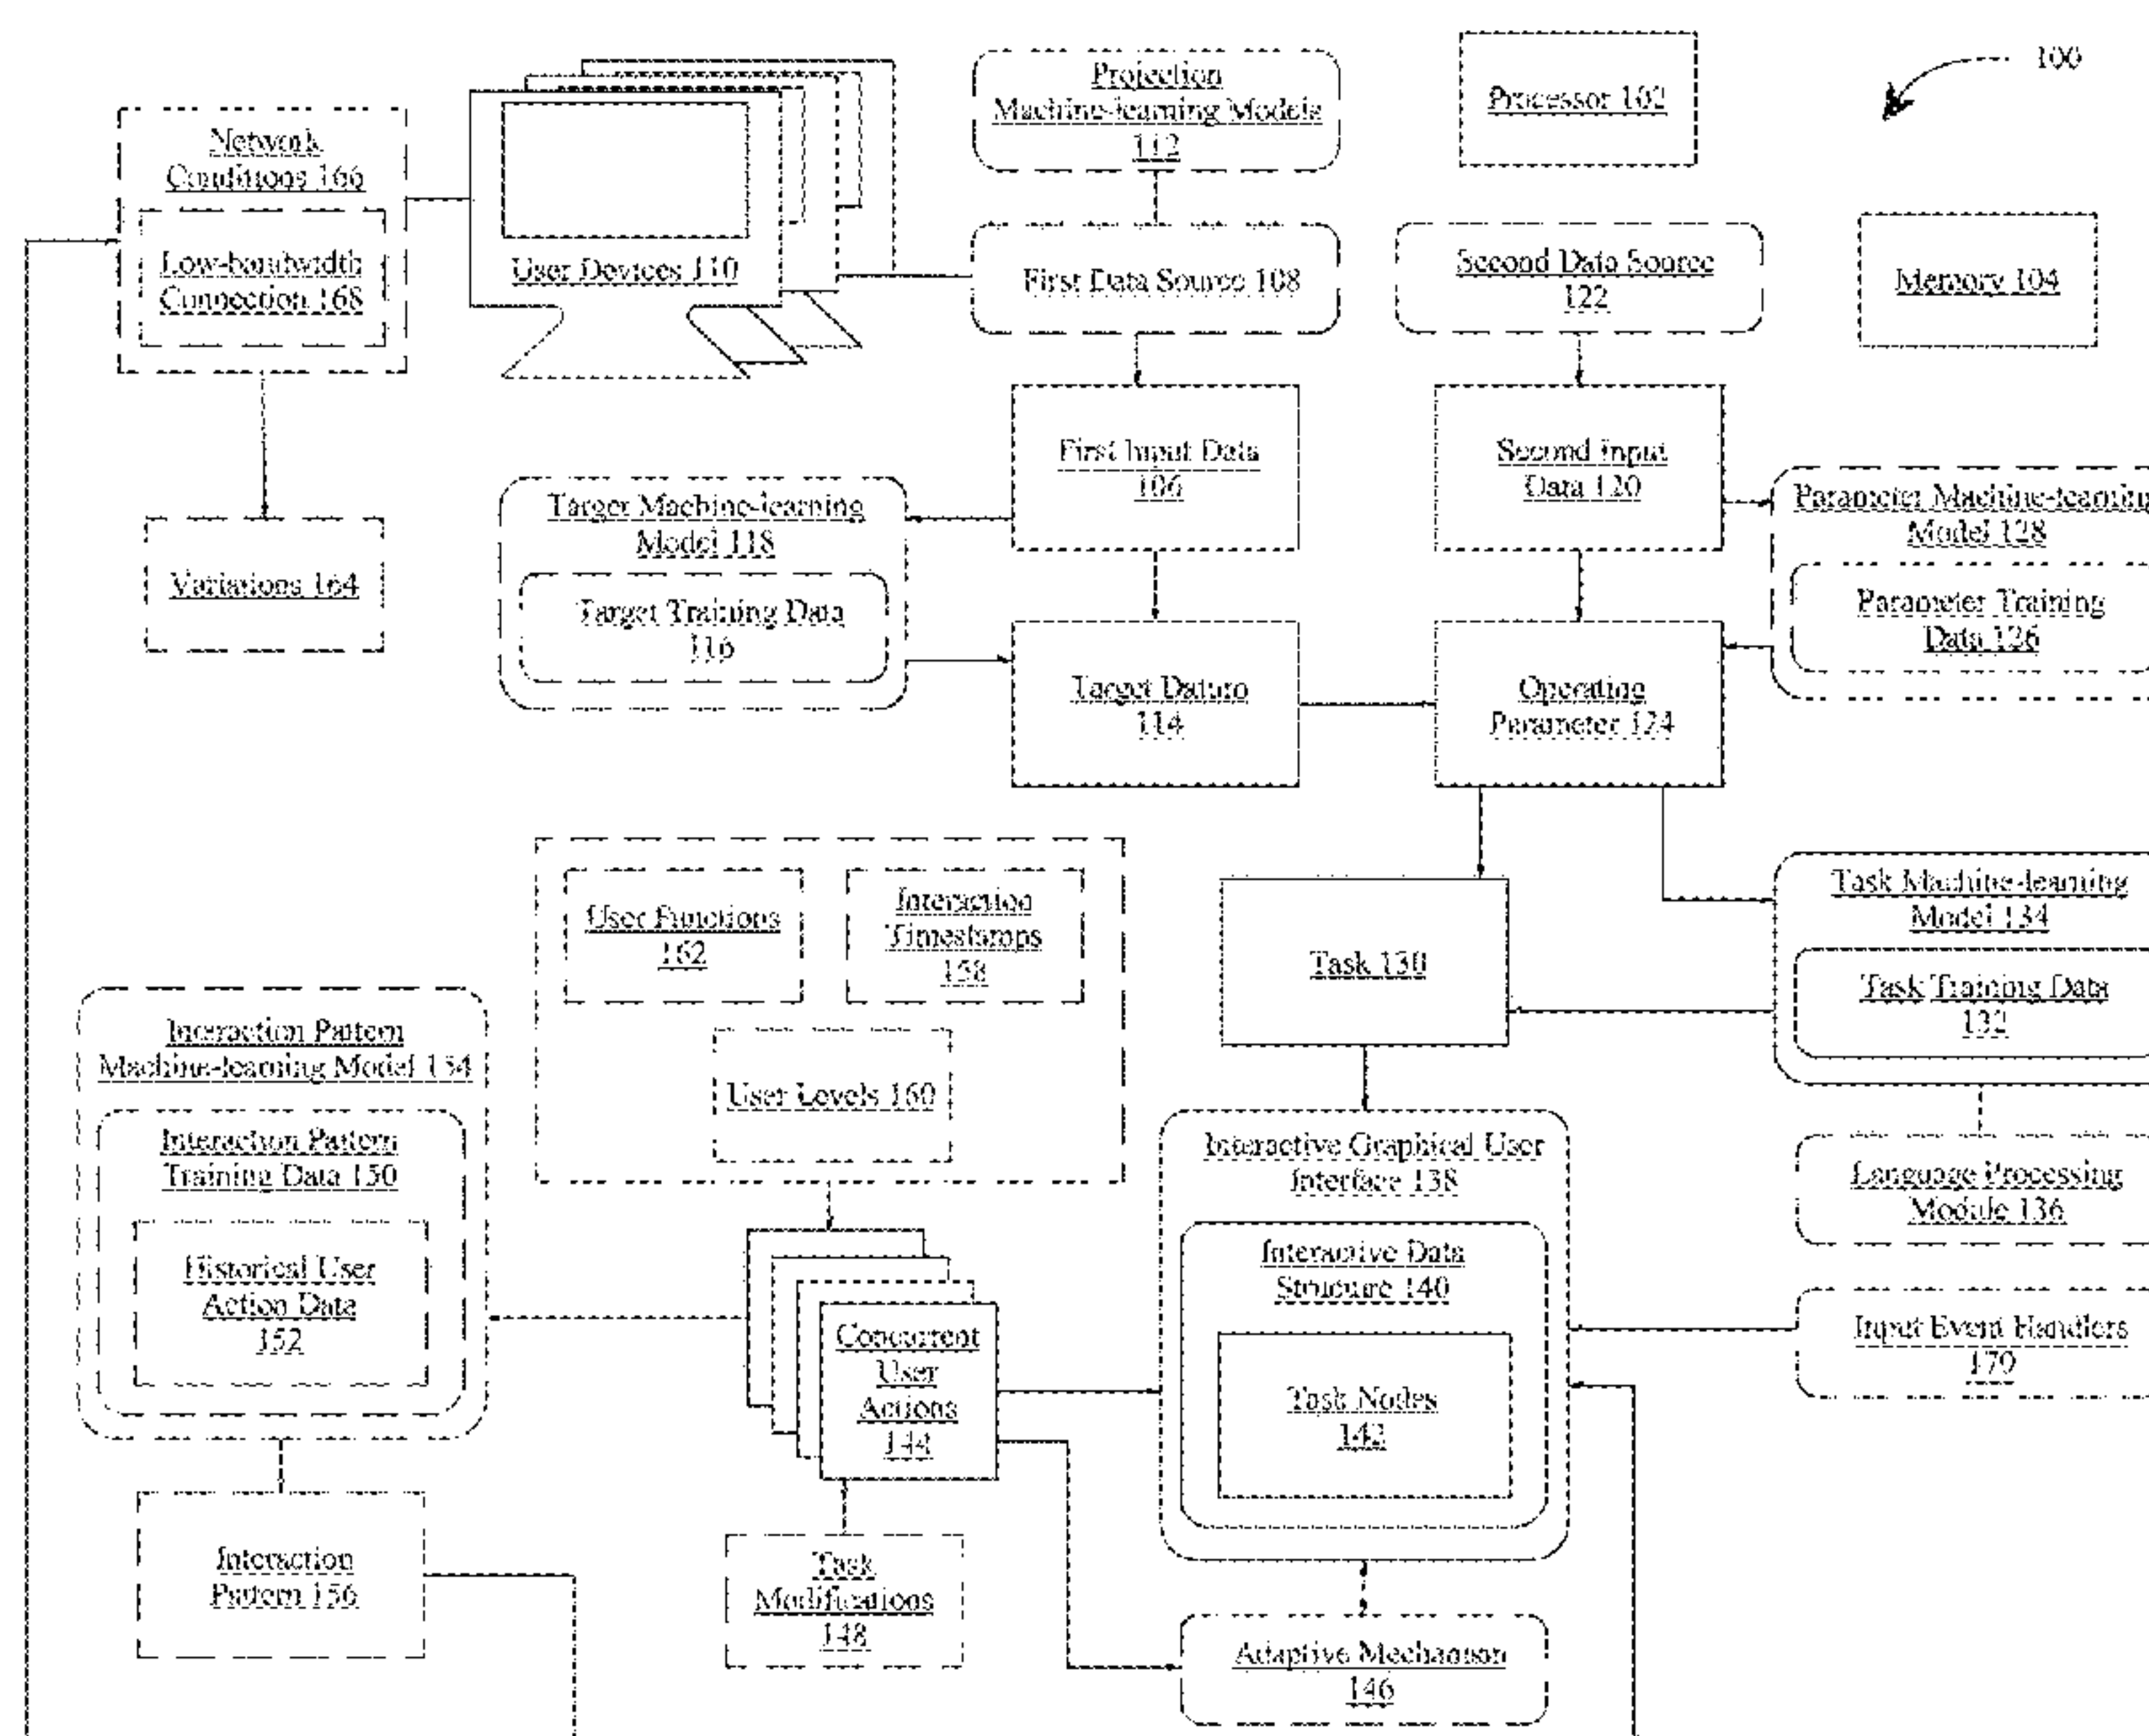 100
Network
Conditions 166
Low-bandwidth
Connection 168
User Devices 110
Projection
Machine-learning Models
112
Processor 102
First Data Source 108
Second Data Source
122
Memory 104
First Input Data
106
Second Input
Data 120
Variations 164
Target Machine-learning
Model 118
Target Training Data
116
Parameter Machine-learning
Model 128
Parameter Training
Data 126
Target Datum
114
Operating
Parameter 124
User Functions
162
Interaction
Timestamps
158
User Levels 160
Task 130
Task Machine-learning
Model 134
Task Training Data
132
Interaction Pattern
Machine-learning Model 154
Interaction Pattern
Training Data 150
Historical User
Action Data
152
Interactive Graphical User
Interface 138
Interactive Data
Structure 140
Task Nodes
142
Language Processing
Module 136
Input Event Handlers
170
Concurrent
User
Actions
144
Interaction
Pattern 156
Task
Modifications
148
Adaptive Mechanism
146